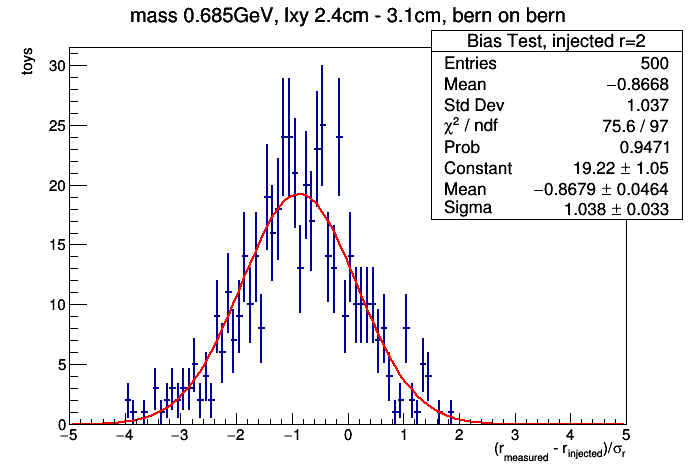 mass 0.685GeV, lxy 2.4cm - 3.1cm, bern on bern
Bias Test, injected r=2
Entries 500
Mean −0.8668
Std Dev 1.037
χ² / ndf 75.6 / 97
Prob 0.9471
Constant 19.22 ± 1.05
Mean −0.8679 ± 0.0464
Sigma 1.038 ± 0.033
toys
30
25
20
15
10
5
0
−5 −4 −3 −2 −1 0 1 2 3 4 5
(r_measured - r_injected)/σ_r